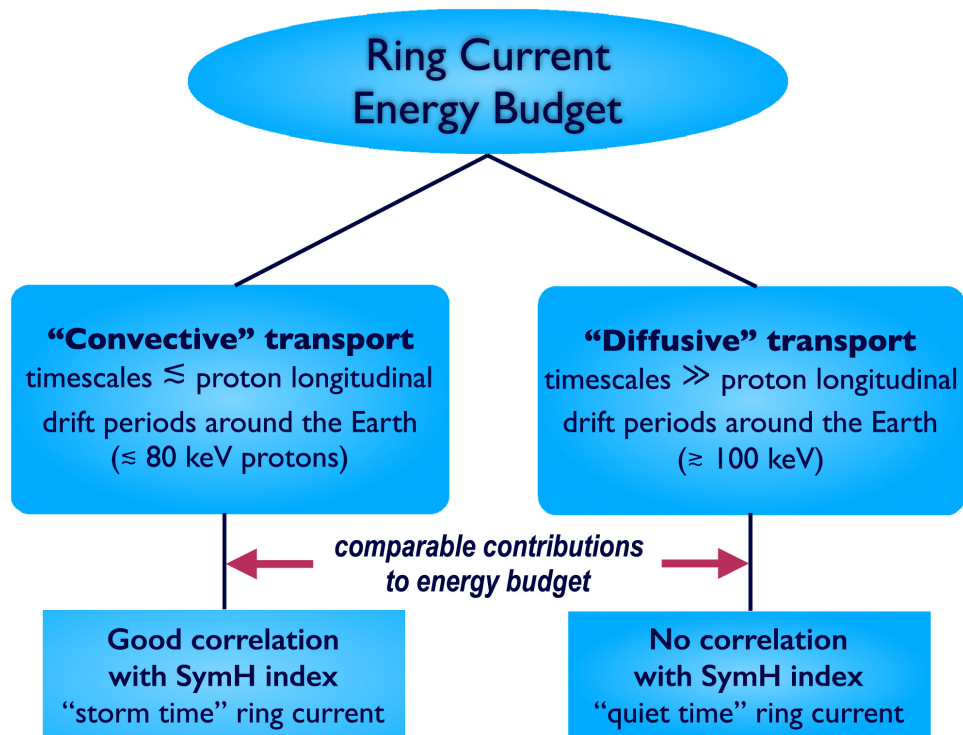 Ring Current
Energy Budget
“Convective” transport
timescales ≲ proton longitudinal
drift periods around the Earth
(≲ 80 keV protons)
“Diffusive” transport
timescales ≫ proton longitudinal
drift periods around the Earth
(≳ 100 keV)
comparable contributions
to energy budget
Good correlation
with SymH index
“storm time” ring current
No correlation
with SymH index
“quiet time” ring current